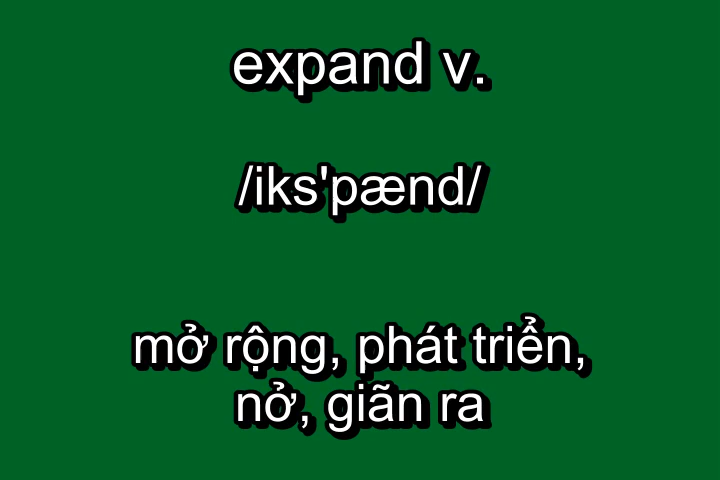 expand v.
/iks'pænd/
mở rộng, phát triển,
nở, giãn ra